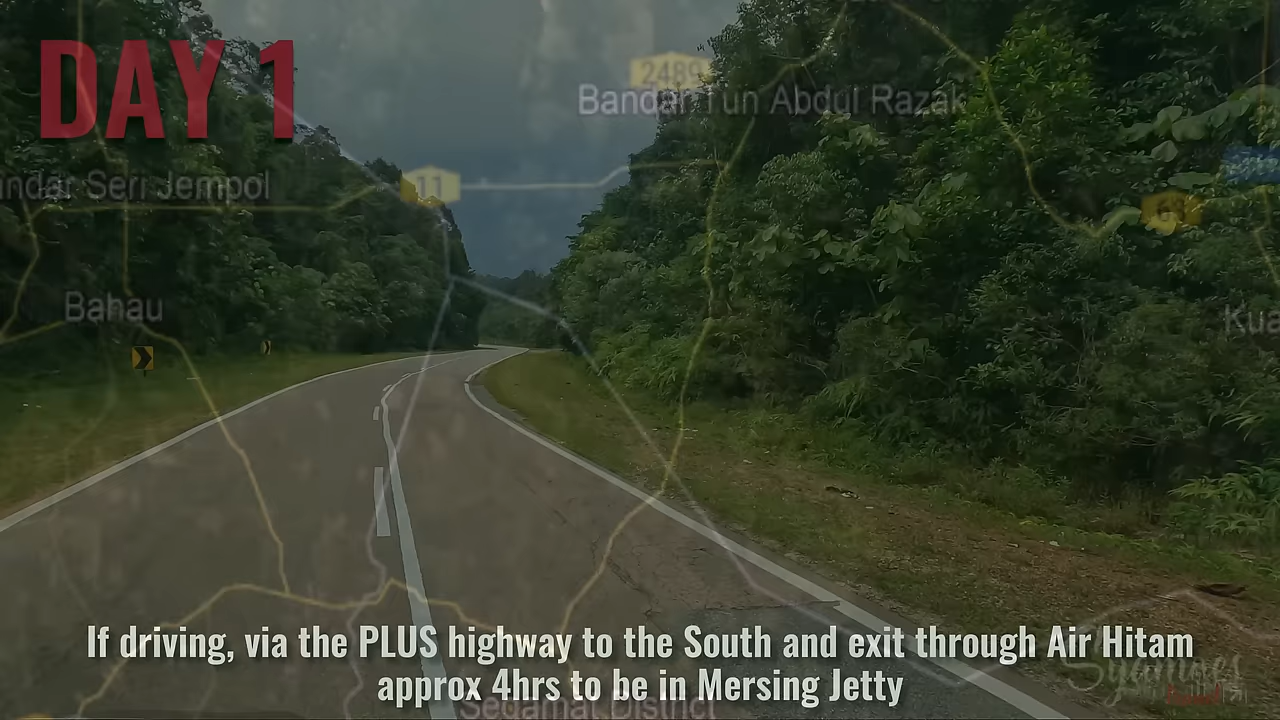 DAY 1
2489
Bandar Tun Abdul Razak
11
Seri Jempol
Bahau
If driving, via the PLUS highway to the South and exit through Air Hitam
approx 4hrs to be in Mersing Jetty
Segamat District